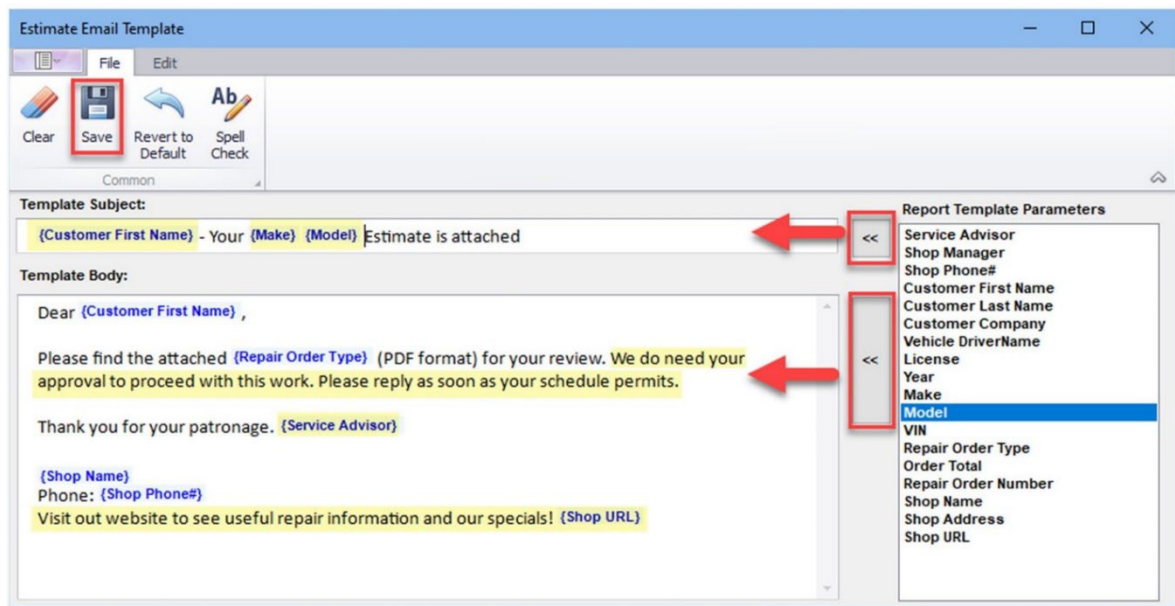 Estimate Email Template
File Edit
Clear Save Revert to Default Spell Check
Common
Template Subject:
{Customer First Name} - Your {Make} {Model} Estimate is attached
<<
Template Body:
Dear {Customer First Name} ,
Please find the attached {Repair Order Type} (PDF format) for your review. We do need your
approval to proceed with this work. Please reply as soon as your schedule permits.
Thank you for your patronage. {Service Advisor}
{Shop Name}
Phone: {Shop Phone#}
Visit out website to see useful repair information and our specials! {Shop URL}
<<
Report Template Parameters
Service Advisor
Shop Manager
Shop Phone#
Customer First Name
Customer Last Name
Customer Company
Vehicle DriverName
License
Year
Make
Model
VIN
Repair Order Type
Order Total
Repair Order Number
Shop Name
Shop Address
Shop URL